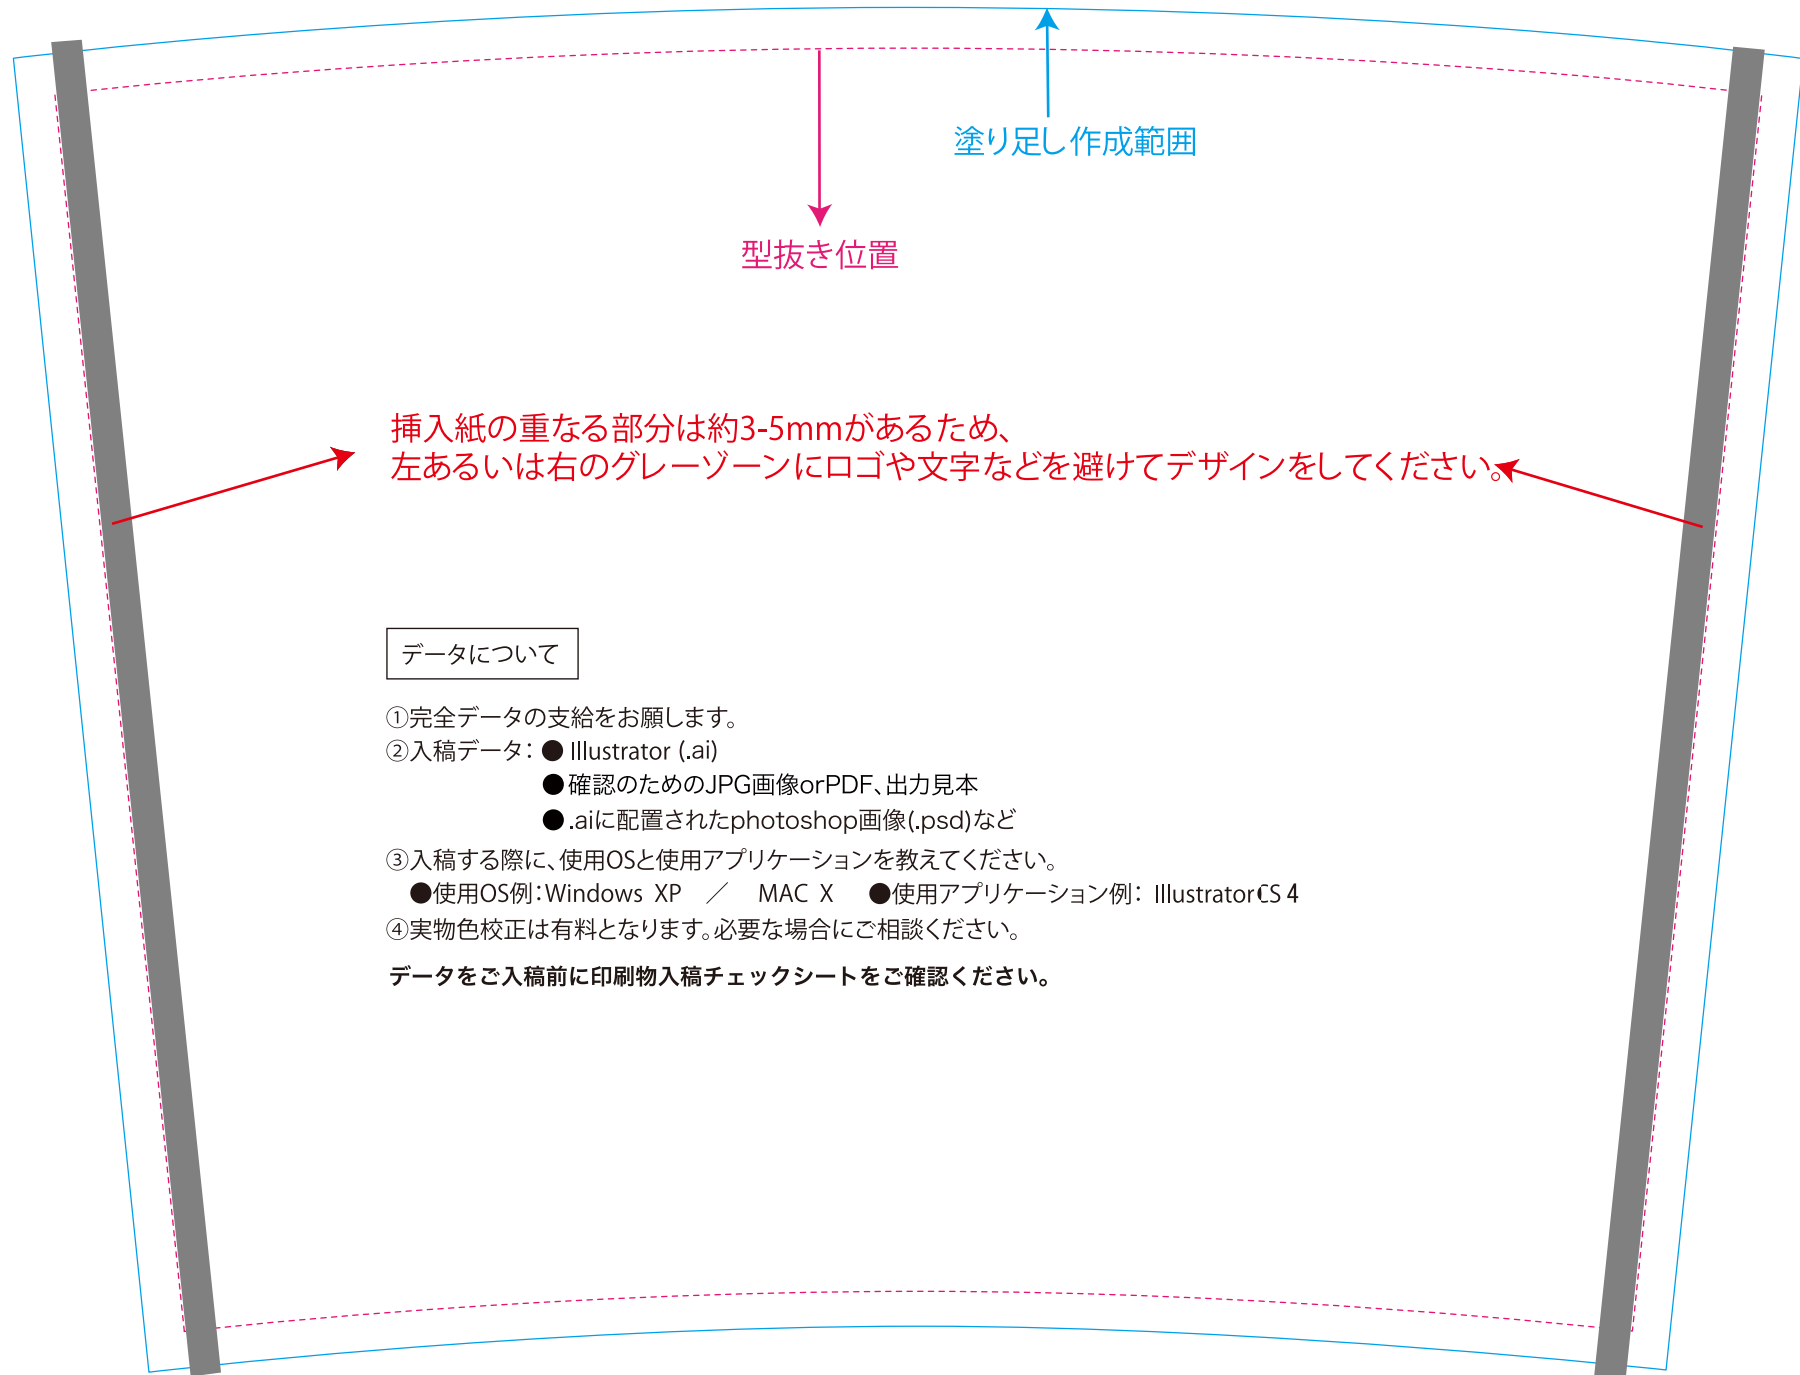 塗り足し作成範囲
型抜き位置
挿入紙の重なる部分は約3-5mmがあるため、
左あるいは右のグレーゾーンにロゴや文字などを避けてデザインをしてください。
データについて
①完全データの支給をお願します。
②入稿データ：● Illustrator (.ai)
●確認のためのJPG画像orPDF、出力見本
●.aiに配置されたphotoshop画像(.psd)など
③入稿する際に、使用OSと使用アプリケーションを教えてください。
●使用OS例：Windows XP ／ MAC X ●使用アプリケーション例： IllustratorCS 4
④実物色校正は有料となります。必要な場合にご相談ください。
データをご入稿前に印刷物入稿チェックシートをご確認ください。